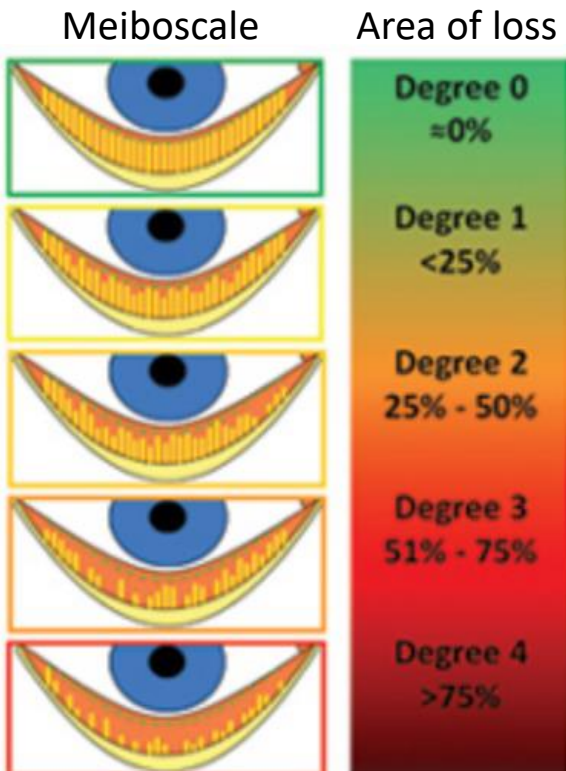 Meiboscale Area of loss
Degree 0
≈0%
Degree 1
<25%
Degree 2
25% - 50%
Degree 3
51% - 75%
Degree 4
>75%